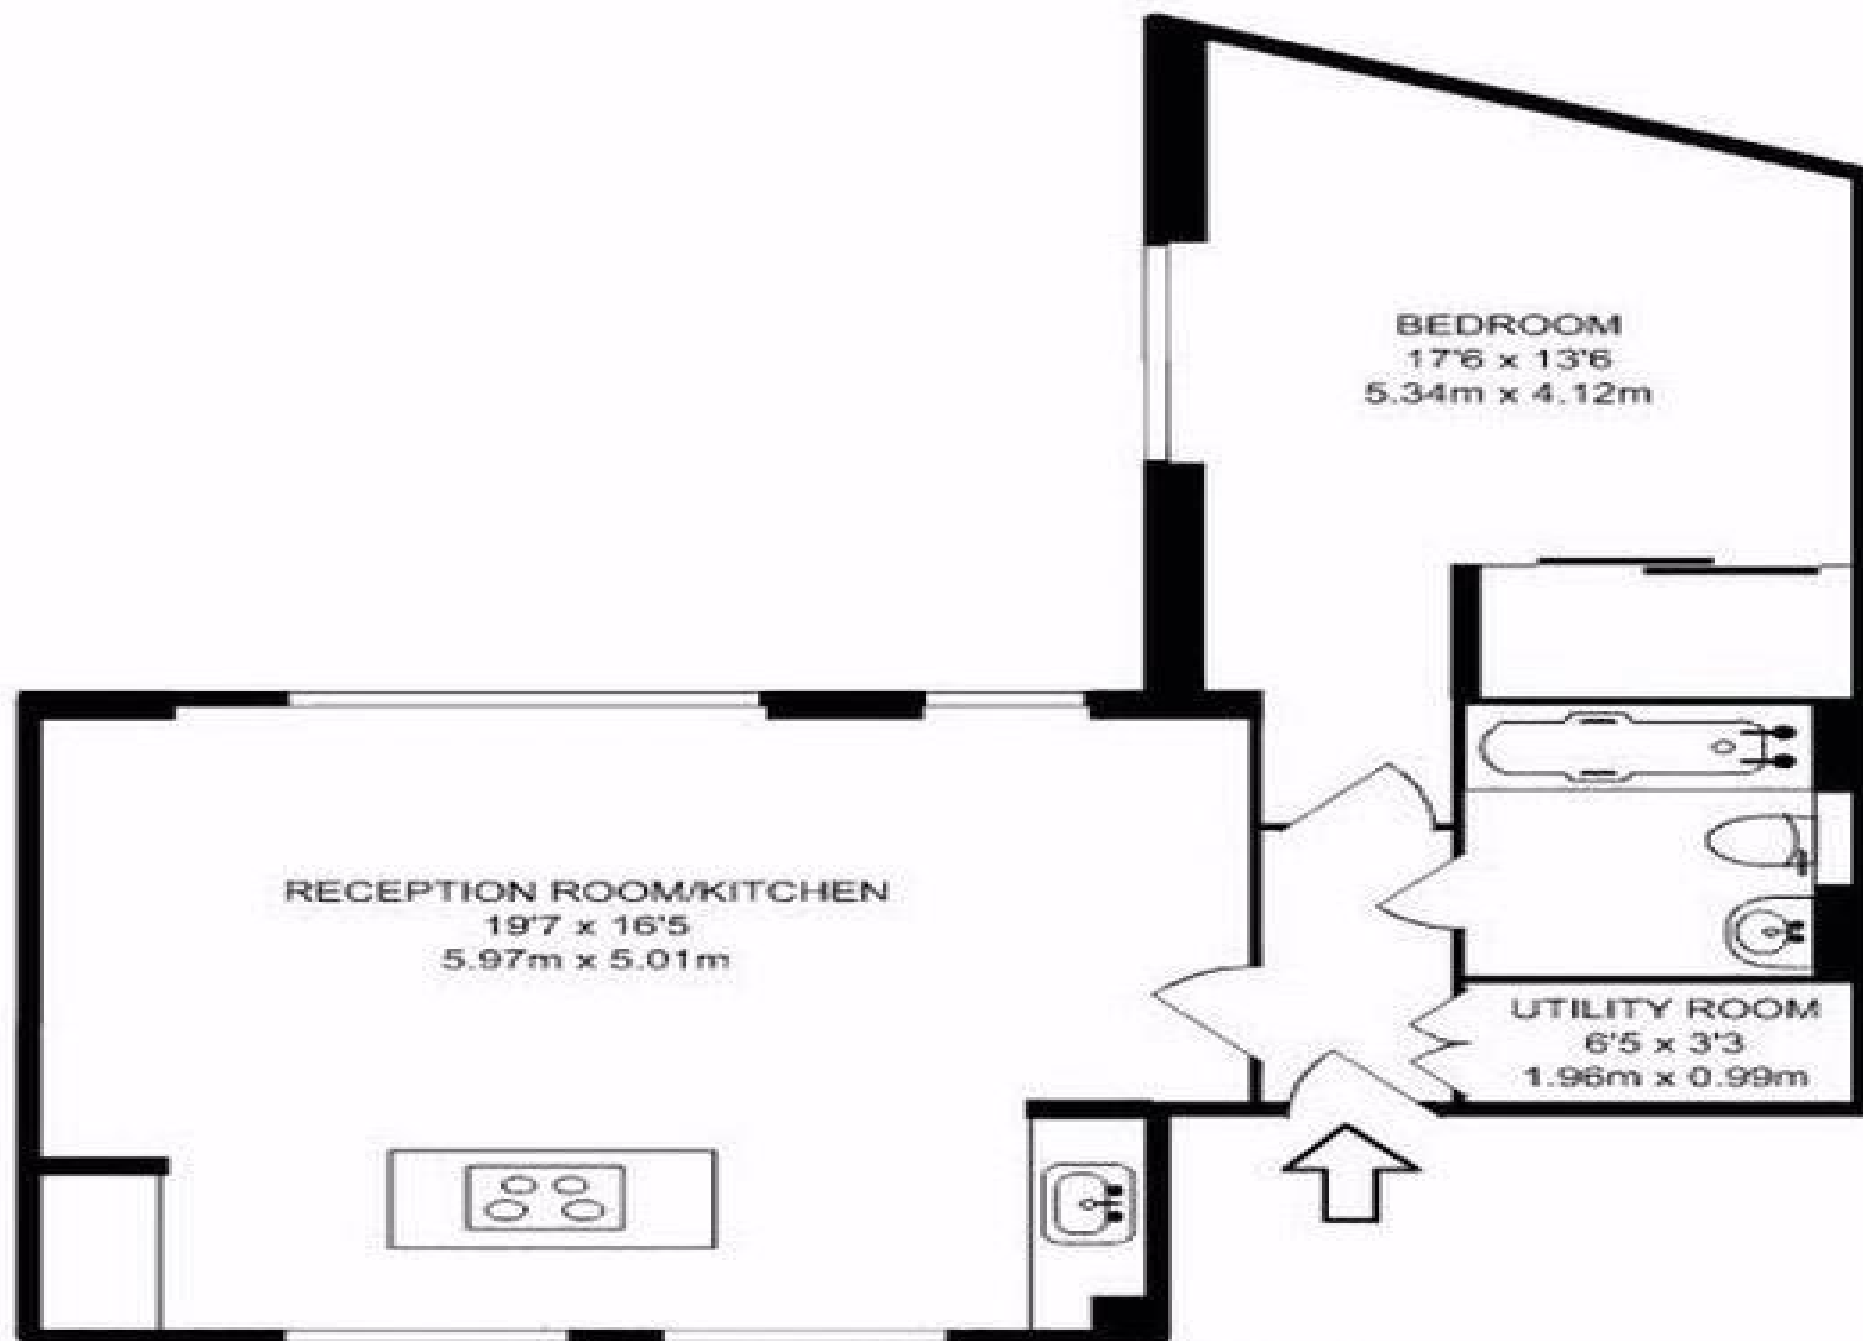 BEDROOM
17'6 x 13'6
5.34m x 4.12m
RECEPTION ROOM/KITCHEN
19'7 x 16'5
5.97m x 5.01m
UTILITY ROOM
6'5 x 3'3
1.96m x 0.99m